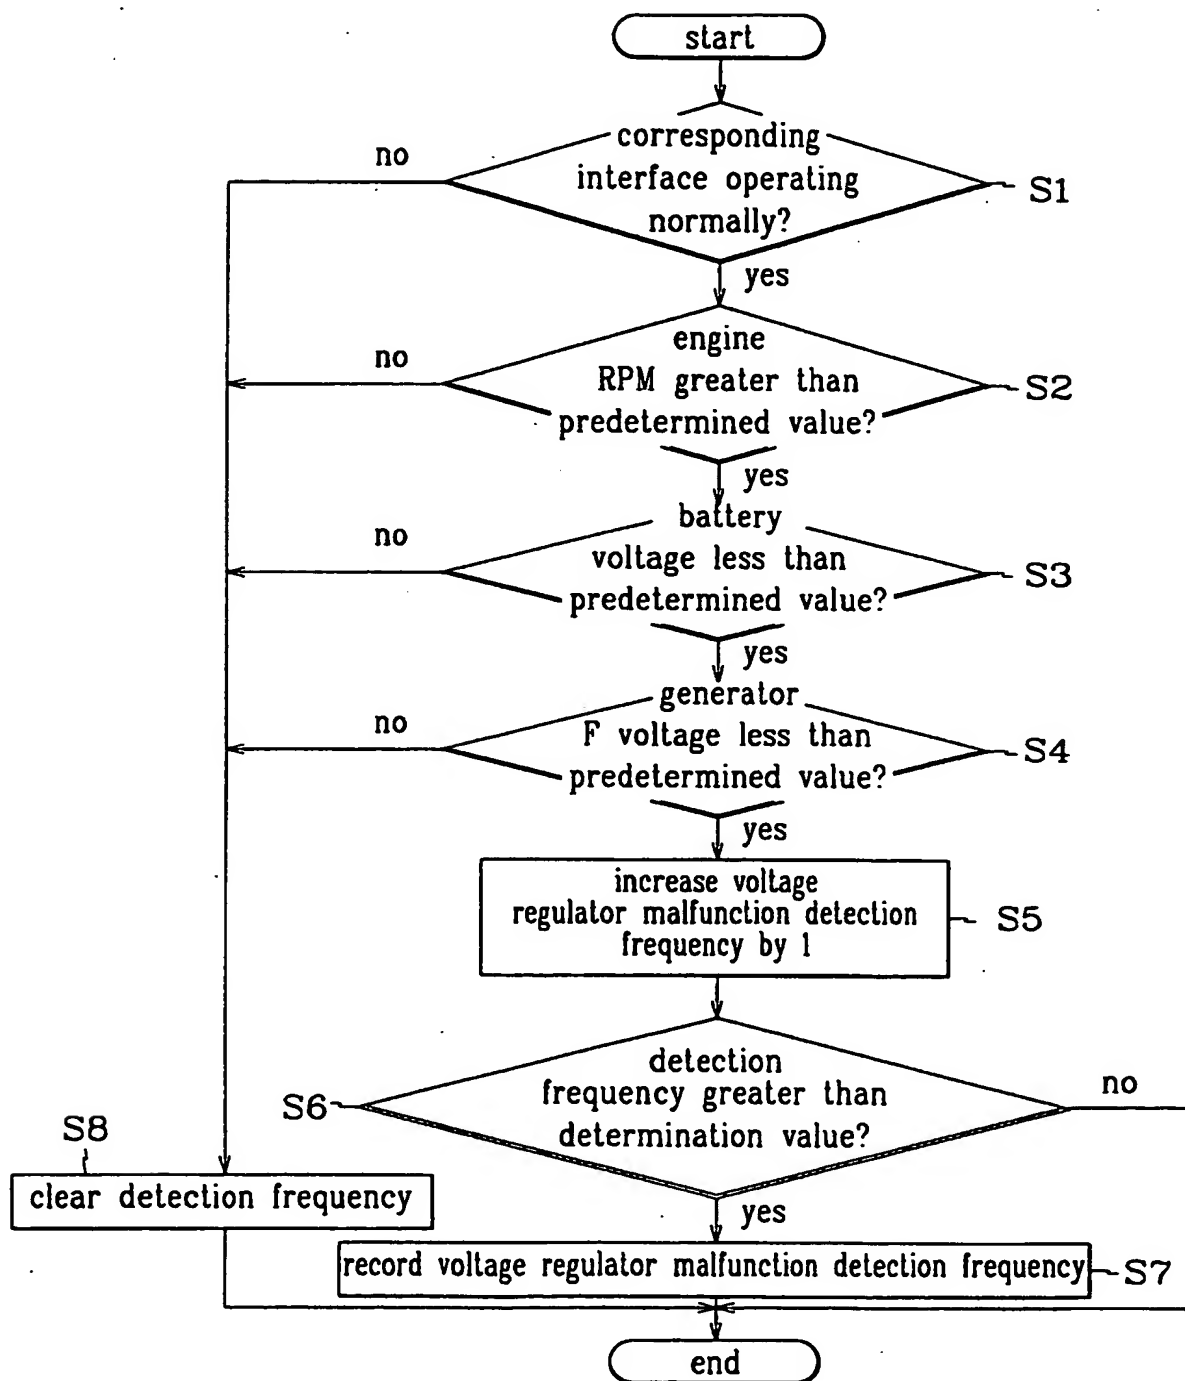 start
corresponding
interface operating
normally?
no
S1
yes
engine
RPM greater than
predetermined value?
no
S2
yes
battery
voltage less than
predetermined value?
no
S3
yes
generator
F voltage less than
predetermined value?
no
S4
yes
increase voltage
regulator malfunction detection
frequency by 1
S5
detection
frequency greater than
determination value?
S6
no
yes
S8
clear detection frequency
record voltage regulator malfunction detection frequency
S7
end